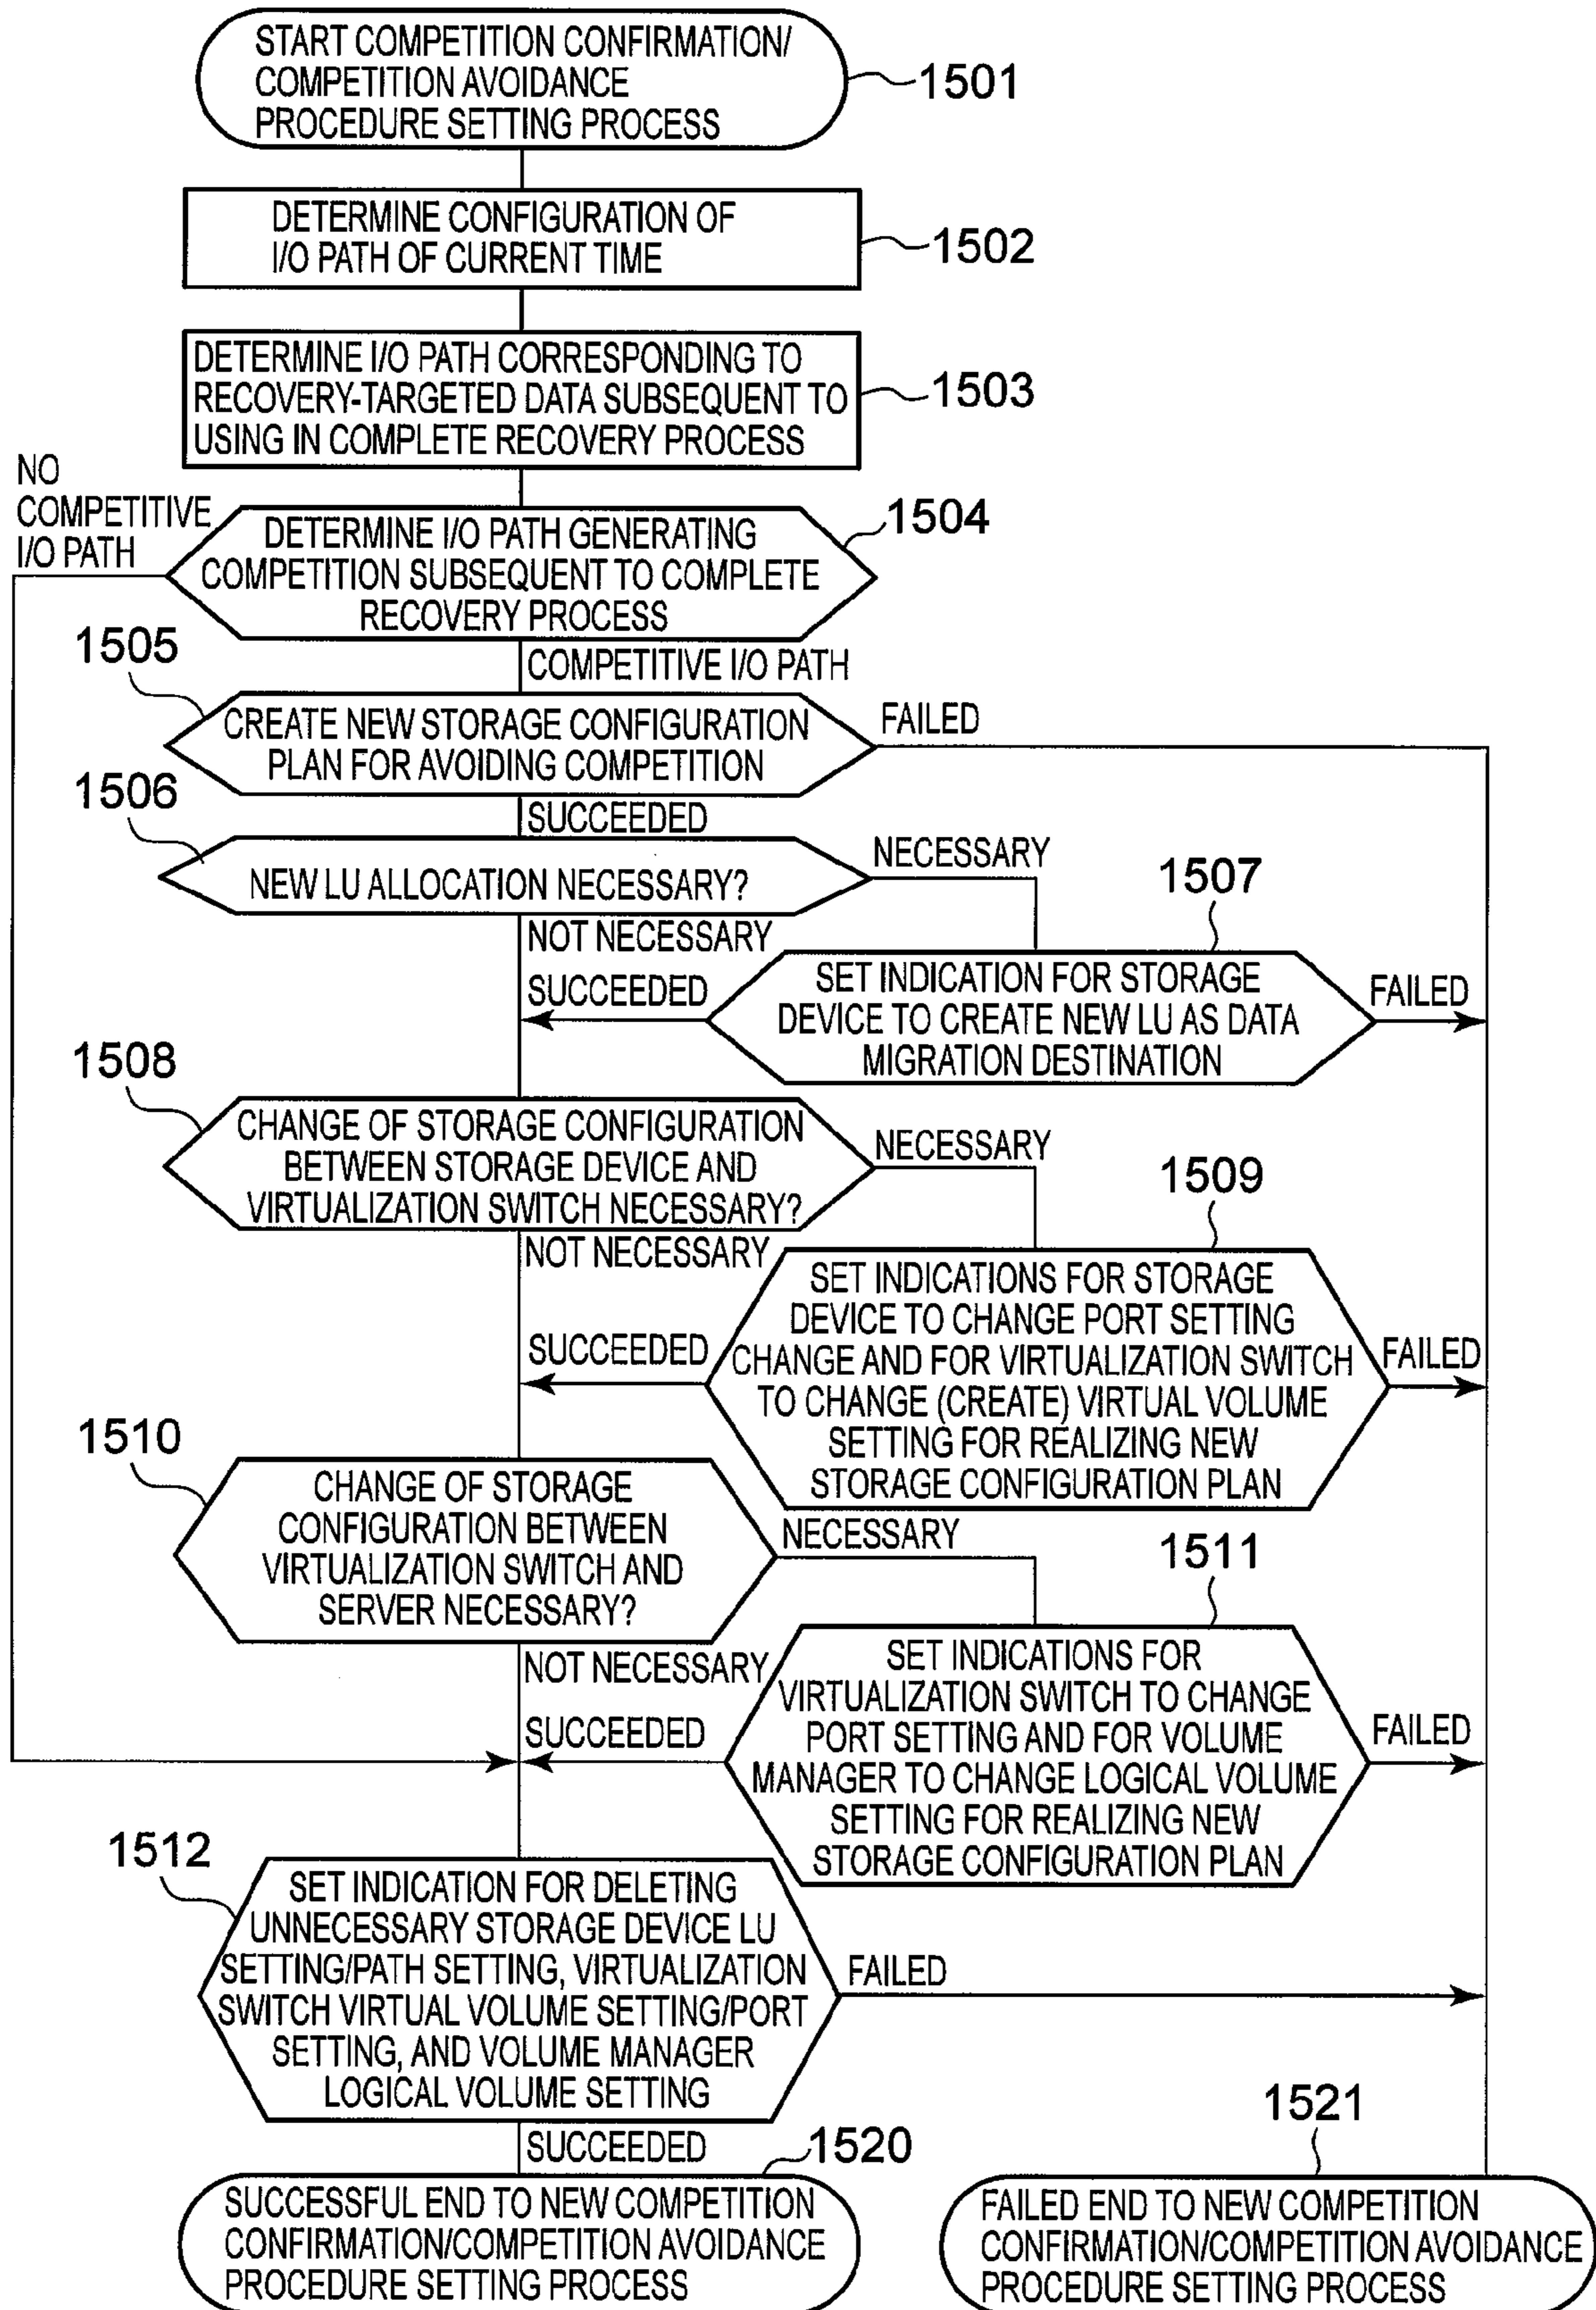 START COMPETITION CONFIRMATION/
COMPETITION AVOIDANCE
PROCEDURE SETTING PROCESS
1501
DETERMINE CONFIGURATION OF
I/O PATH OF CURRENT TIME
1502
DETERMINE I/O PATH CORRESPONDING TO
RECOVERY-TARGETED DATA SUBSEQUENT TO
USING IN COMPLETE RECOVERY PROCESS
1503
NO
COMPETITIVE
I/O PATH
DETERMINE I/O PATH GENERATING
COMPETITION SUBSEQUENT TO COMPLETE
RECOVERY PROCESS
1504
COMPETITIVE I/O PATH
1505
CREATE NEW STORAGE CONFIGURATION
PLAN FOR AVOIDING COMPETITION
FAILED
SUCCEEDED
1506
NEW LU ALLOCATION NECESSARY?
NECESSARY
NOT NECESSARY
1507
SET INDICATION FOR STORAGE
DEVICE TO CREATE NEW LU AS DATA
MIGRATION DESTINATION
SUCCEEDED
FAILED
1508
CHANGE OF STORAGE CONFIGURATION
BETWEEN STORAGE DEVICE AND
VIRTUALIZATION SWITCH NECESSARY?
NECESSARY
NOT NECESSARY
1509
SET INDICATIONS FOR STORAGE
DEVICE TO CHANGE PORT SETTING
CHANGE AND FOR VIRTUALIZATION SWITCH
TO CHANGE (CREATE) VIRTUAL VOLUME
SETTING FOR REALIZING NEW
STORAGE CONFIGURATION PLAN
SUCCEEDED
FAILED
1510
CHANGE OF STORAGE
CONFIGURATION BETWEEN
VIRTUALIZATION SWITCH AND
SERVER NECESSARY?
NECESSARY
NOT NECESSARY
1511
SET INDICATIONS FOR
VIRTUALIZATION SWITCH TO CHANGE
PORT SETTING AND FOR VOLUME
MANAGER TO CHANGE LOGICAL VOLUME
SETTING FOR REALIZING NEW
STORAGE CONFIGURATION PLAN
SUCCEEDED
FAILED
1512
SET INDICATION FOR DELETING
UNNECESSARY STORAGE DEVICE LU
SETTING/PATH SETTING, VIRTUALIZATION
SWITCH VIRTUAL VOLUME SETTING/PORT
SETTING, AND VOLUME MANAGER
LOGICAL VOLUME SETTING
FAILED
SUCCEEDED
1520
SUCCESSFUL END TO NEW COMPETITION
CONFIRMATION/COMPETITION AVOIDANCE
PROCEDURE SETTING PROCESS
1521
FAILED END TO NEW COMPETITION
CONFIRMATION/COMPETITION AVOIDANCE
PROCEDURE SETTING PROCESS